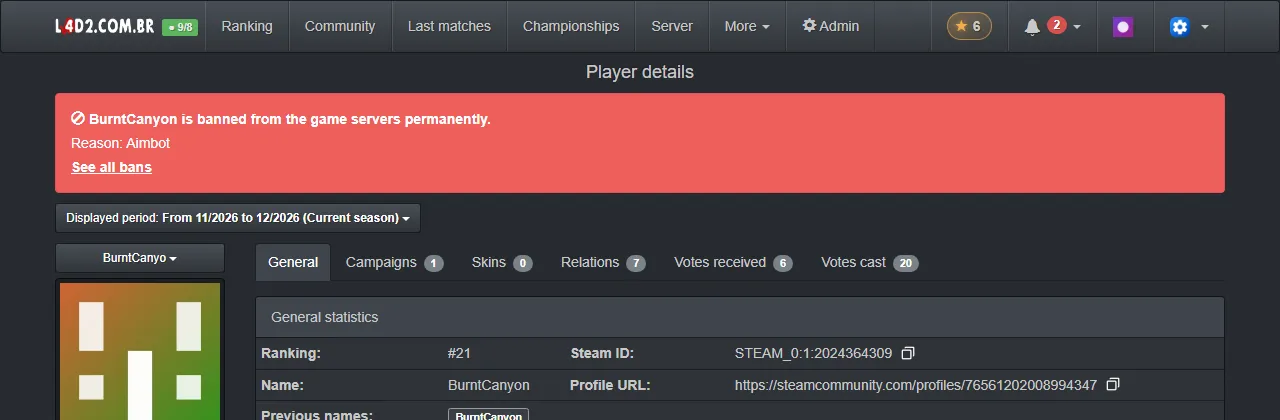 L4D2.COM.BR 9/8 Ranking Community Last matches Championships Server More Admin 6 2
Player details
BurntCanyon is banned from the game servers permanently.
Reason: Aimbot
See all bans
Displayed period: From 11/2026 to 12/2026 (Current season)
BurntCanyo
General Campaigns 1 Skins 0 Relations 7 Votes received 6 Votes cast 20
General statistics
Ranking: #21 Steam ID: STEAM_0:1:2024364309
Name: BurntCanyon Profile URL: https://steamcommunity.com/profiles/76561202008994347
Previous names: BurntCanyon